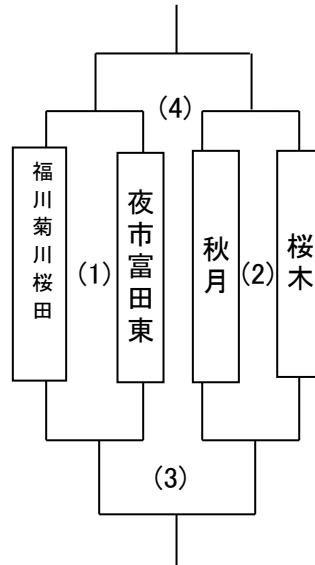 (4)
福川菊川桜田
(1)
夜市富田東
秋月
(2)
桜木
(3)